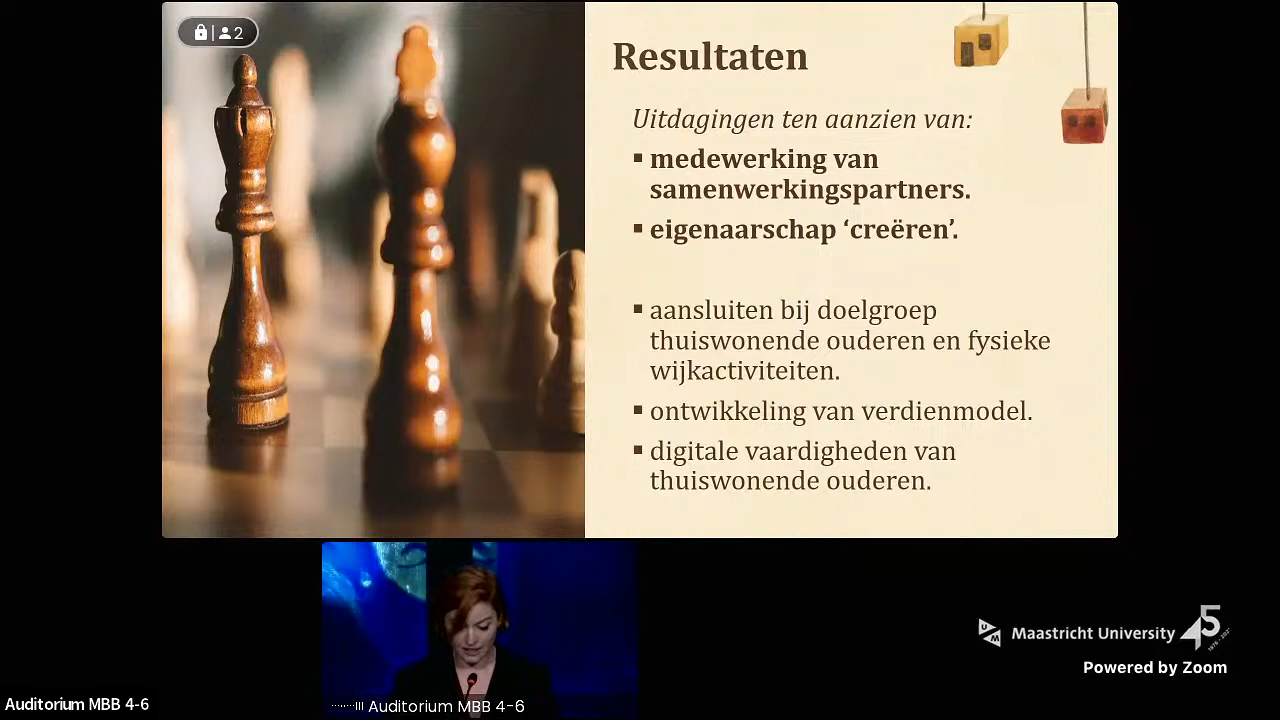 2
Resultaten
Uitdagingen ten aanzien van:
▪ medewerking van
samenwerkingspartners.
▪ eigenaarschap ‘creëren’.
▪ aansluiten bij doelgroep
thuiswonende ouderen en fysieke
wijkactiviteiten.
▪ ontwikkeling van verdienmodel.
▪ digitale vaardigheden van
thuiswonende ouderen.
UM Maastricht University 45
Powered by Zoom
Auditorium MBB 4-6
Auditorium MBB 4-6